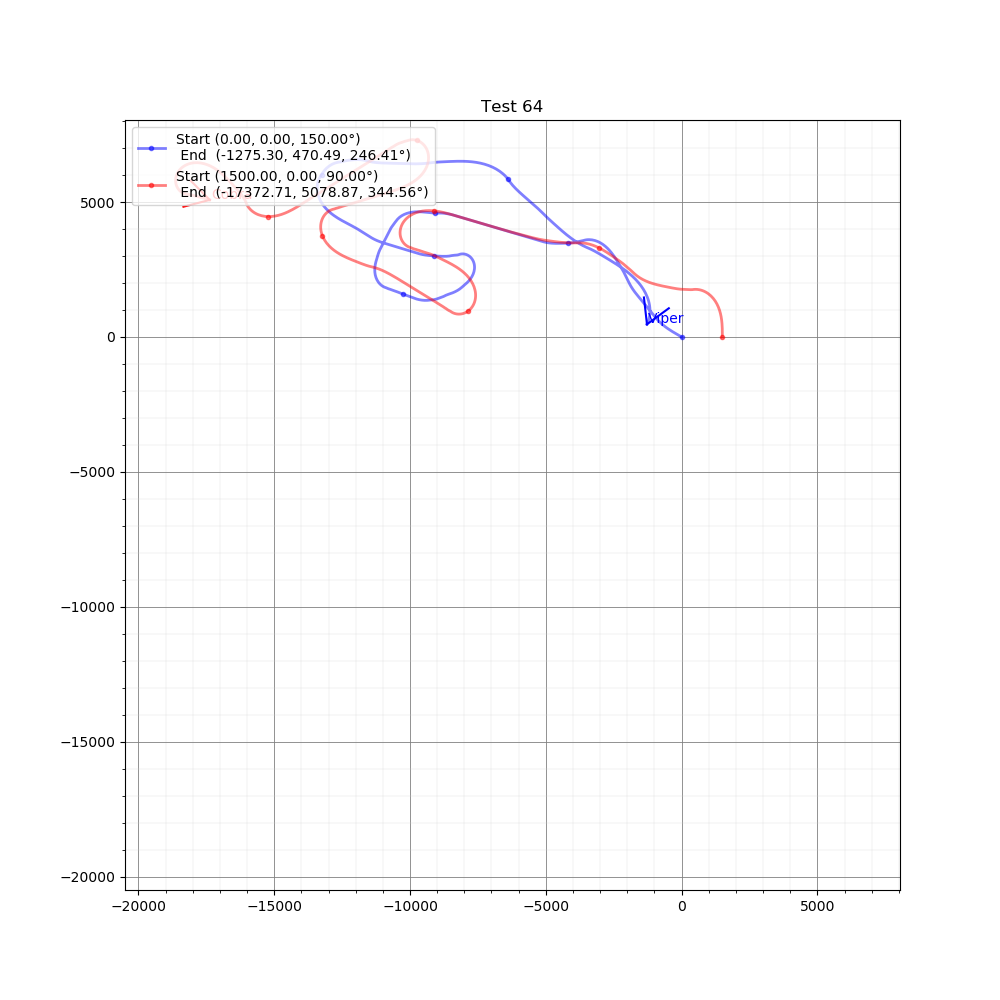 Test 64
Start (0.00, 0.00, 150.00°)
End (-1275.30, 470.49, 246.41°)
Start (1500.00, 0.00, 90.00°)
End (-17372.71, 5078.87, 344.56°)
5000
0
−5000
−10000
−15000
−20000
Viper
−20000 −15000 −10000 −5000 0 5000